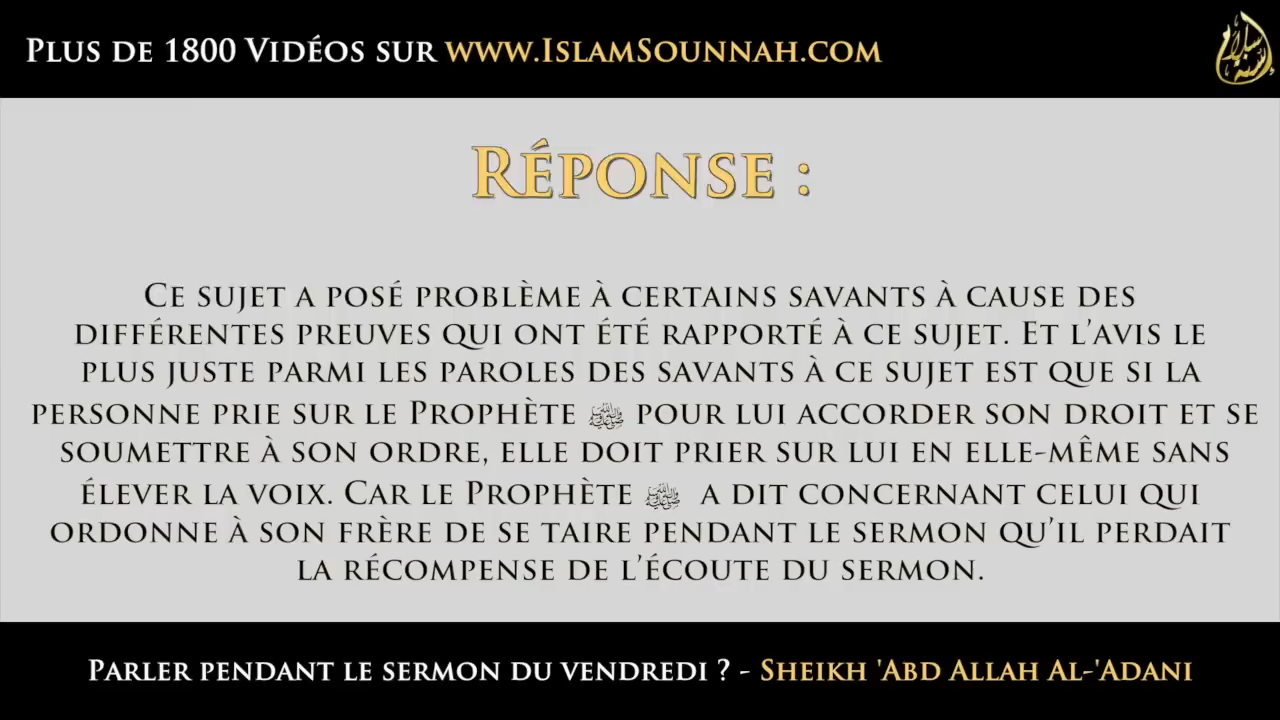 Plus de 1800 Vidéos sur www.IslamSounnah.com
Réponse :
Ce sujet a posé problème à certains savants à cause des
différentes preuves qui ont été rapporté à ce sujet. Et l’avis le
plus juste parmi les paroles des savants à ce sujet est que si la
personne prie sur le Prophète ﷺ pour lui accorder son droit et se
soumettre à son ordre, elle doit prier sur lui en elle-même sans
élever la voix. Car le Prophète ﷺ a dit concernant celui qui
ordonne à son frère de se taire pendant le sermon qu’il perdait
la récompense de l’écoute du sermon.
Parler pendant le sermon du vendredi ? - Sheikh 'Abd Allah Al-'Adani